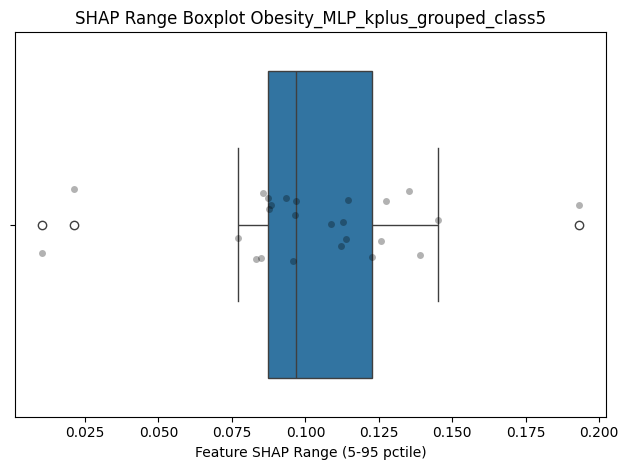 SHAP Range Boxplot Obesity_MLP_kplus_grouped_class5
0.025 0.050 0.075 0.100 0.125 0.150 0.175 0.200
Feature SHAP Range (5-95 pctile)